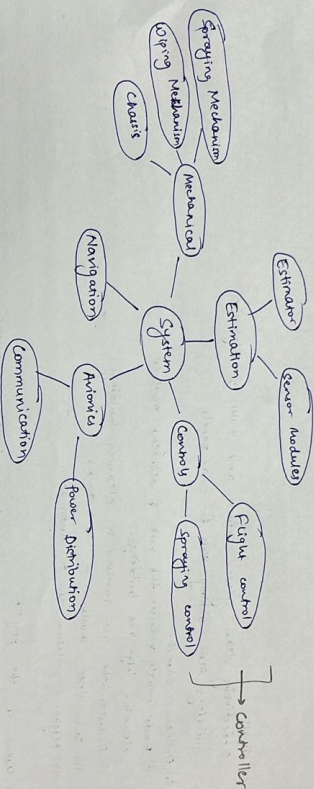 Estimator
Sensor Modules
Estimation
Flight control
Spraying control
controller
Controls
Spraying Mechanism
Wiping Mechanism
Chassis
Mechanical
System
Navigation
Avionics
Power Distribution
Communication